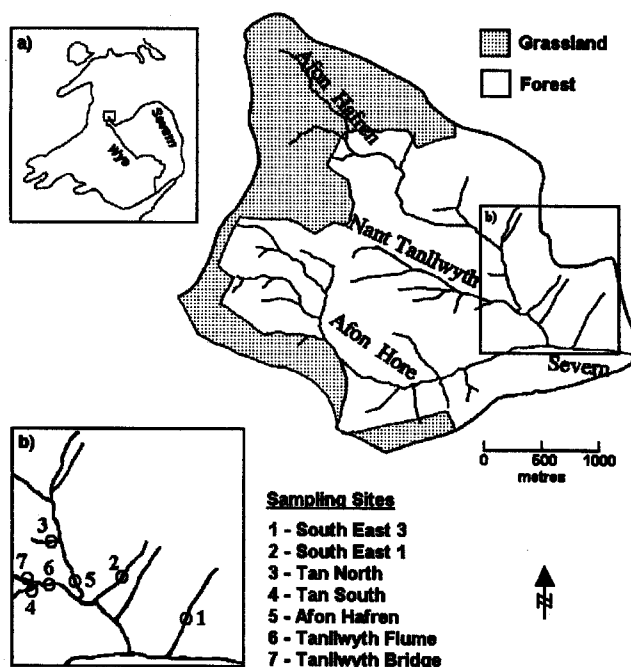 a)
Severn
Wye
Grassland
Forest
Afon Hafren
b)
Nant Tanllwyth
Afon Hore
Severn
0 500 1000
metres
b)
3
2
7 6 5
4
1
Sampling Sites
1 - South East 3
2 - South East 1
3 - Tan North
4 - Tan South
5 - Afon Hafren
6 - Tanllwyth Flume
7 - Tanllwyth Bridge
N